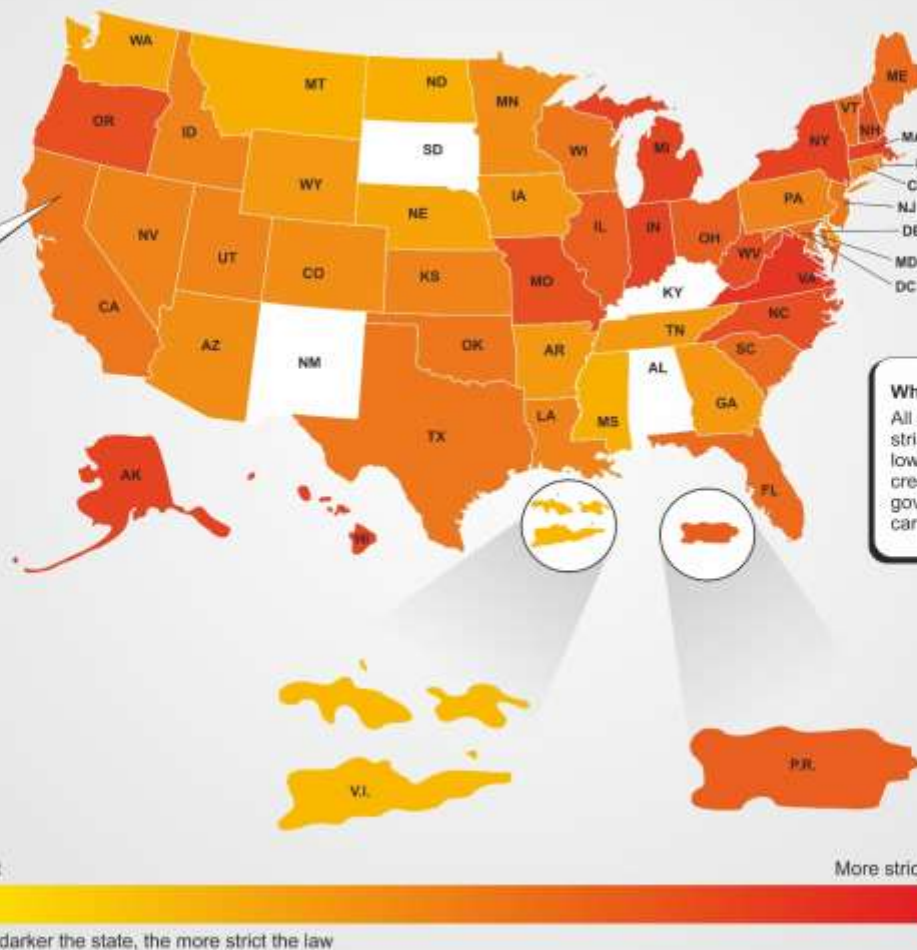 WA
MT
ND
MN
ME
OR
ID
SD
WI
MI
VT
NH
NY
WY
IA
NE
PA
NJ
NV
UT
CO
KS
IL
IN
OH
WV
MD
DC
MO
KY
VA
CA
NC
AZ
NM
OK
AR
TN
SC
AL
GA
MS
LA
TX
FL
AK
HI
Wh
All
stri
low
cre
gov
car
V.I.
P.R.
More stric
darker the state, the more strict the law